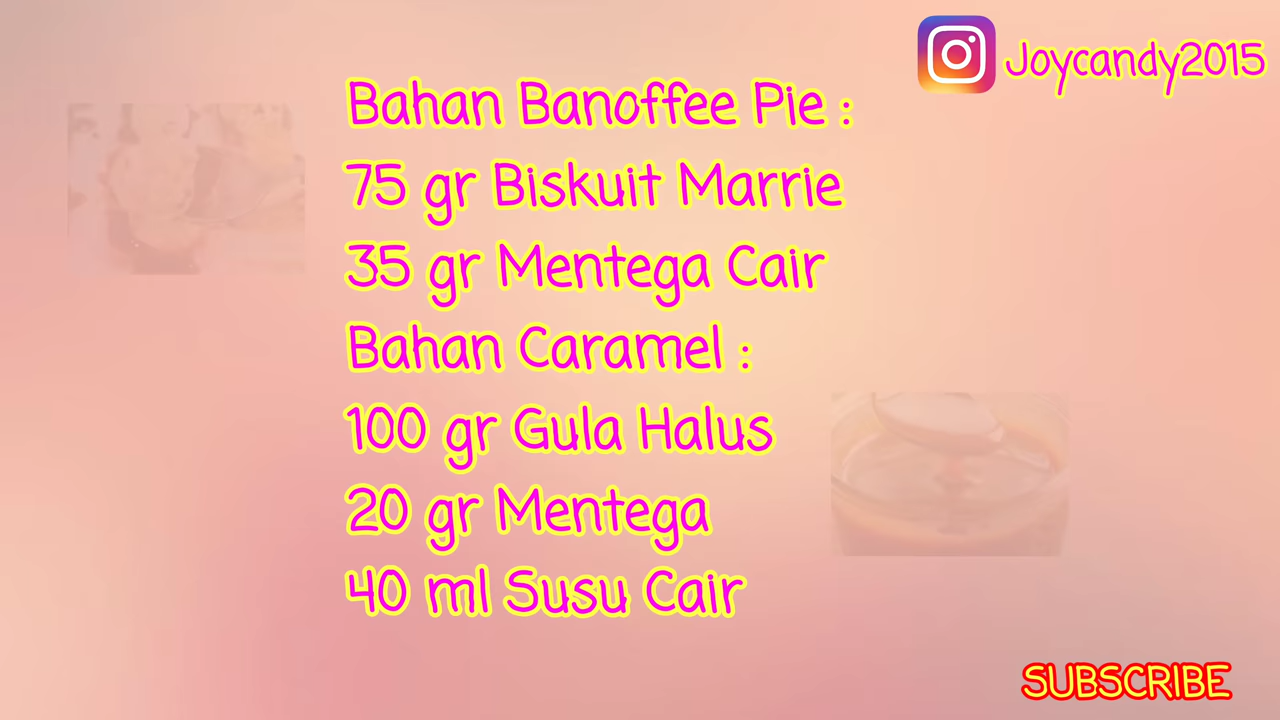 Joycandy2015
Bahan Banoffee Pie :
75 gr Biskuit Marrie
35 gr Mentega Cair
Bahan Caramel :
100 gr Gula Halus
20 gr Mentega
40 ml Susu Cair
SUBSCRIBE